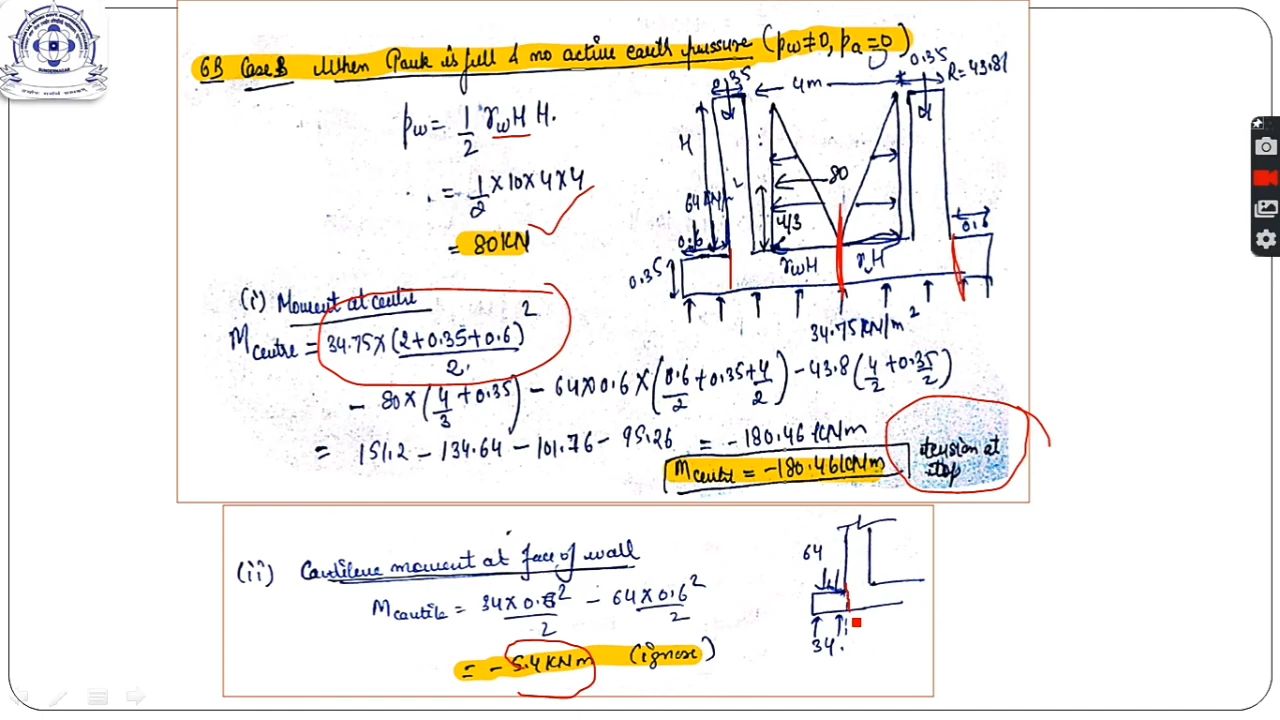 6B Case B When Tank is full & no active earth pressure (pw≠0, pa=0)
pw = 1/2 γwH H.
= 1/2 × 10 × 4 × 4
= 80 KN
(i) Moment at centre
Mcentre = 34.75 × (2 + 0.35 + 0.6)²/2
- 80 × (4/3 + 0.35) - 64 × 0.6 × (0.6/2 + 0.35 + 4/2) - 43.8 (4/2 + 0.35/2)
= 151.2 - 134.64 - 101.76 - 95.26 = -180.46 KNm
Mcentre = -180.46 KNm
tension at top
0.35
4m
0.35
R = 43.81
H
64 KN/
80
4/3
0.6
0.6
0.35
γwH
γwH
34.75 KN/m²
(ii) Cantilever moment at face of wall
Mcantile = 34 × 0.6²/2 - 64 × 0.6²/2
= - 5.4 KNm (ignore)
64
34.